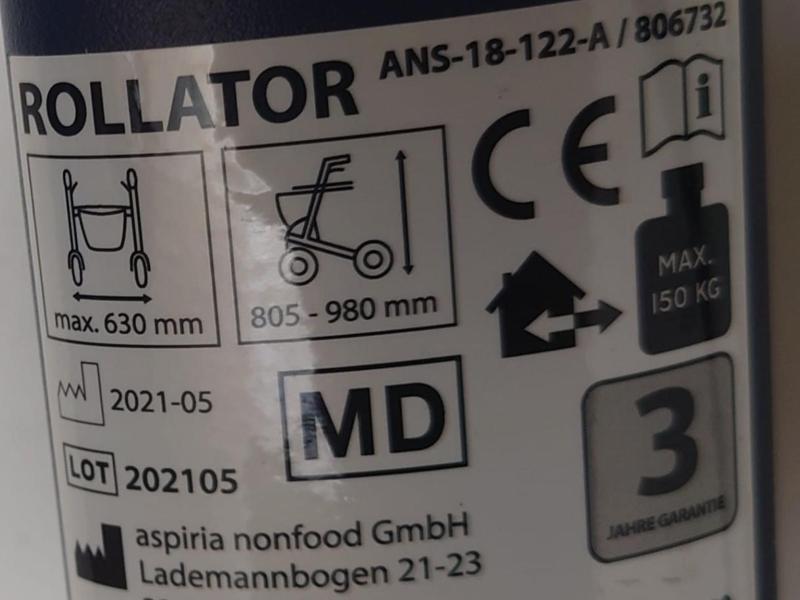 ROLLATOR ANS-18-122-A / 806732
CE
i
max. 630 mm
805 - 980 mm
MAX.
150 KG
2021-05
MD
LOT 202105
3
JAHRE GARANTIE
aspiria nonfood GmbH
Lademannbogen 21-23